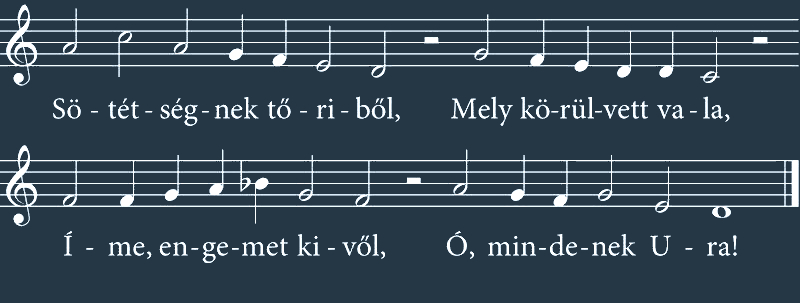 Sö - tét - ség - nek tő - ri - ből, Mely kö-rül-vett va - la,
Í - me, en-ge-met ki - vől, Ó, min-de-nek U - ra!